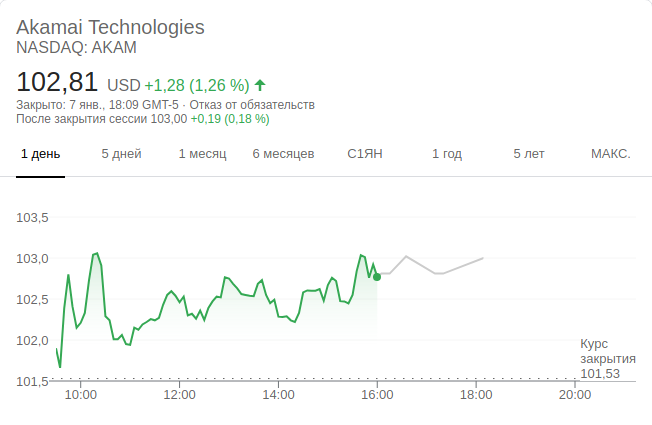 Akamai Technologies
NASDAQ: AKAM
102,81 USD +1,28 (1,26 %)
Закрыто: 7 янв., 18:09 GMT-5 · Отказ от обязательств
После закрытия сессии 103,00 +0,19 (0,18 %)
1 день 5 дней 1 месяц 6 месяцев С1ЯН 1 год 5 лет МАКС.
103,5
103,0
102,5
102,0
101,5
Курс
закрытия
101,53
10:00 12:00 14:00 16:00 18:00 20:00